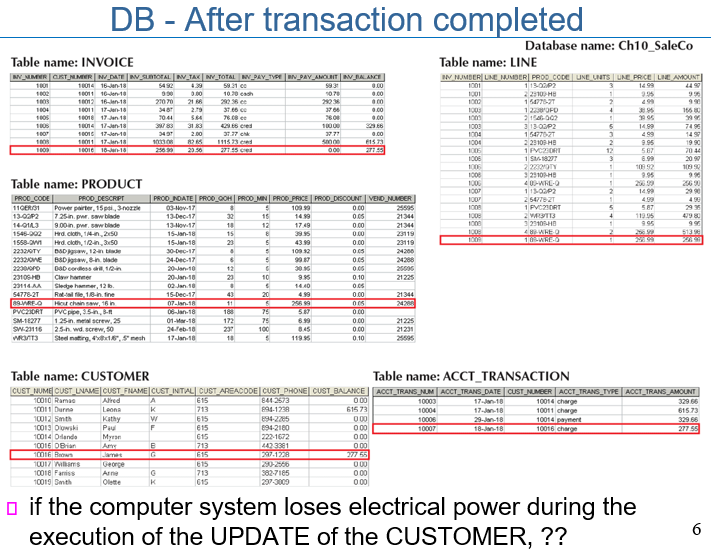 DB - After transaction completed
Database name: Ch10_SaleCo
Table name: INVOICE
INV_NUMBER CUST_NUMBER INV_DATE INV_SUBTOTAL INV_TAX INV_TOTAL INV_PAY_TYPE INV_PAY_AMOUNT INV_BALANCE
1001 10014 16-Jan-18 54.92 4.39 59.31 cc 59.31 0.00
1002 10011 16-Jan-18 9.98 0.80 10.78 cash 10.78 0.00
1003 10012 16-Jan-18 270.70 21.66 292.36 cc 292.36 0.00
1004 10011 17-Jan-18 34.87 2.79 37.66 cc 37.66 0.00
1005 10018 17-Jan-18 70.44 5.64 76.08 cc 76.08 0.00
1006 10014 17-Jan-18 397.83 31.83 429.66 cred 100.00 329.66
1007 10015 17-Jan-18 34.97 2.80 37.77 chk 37.77 0.00
1008 10011 17-Jan-18 1033.08 82.65 1115.73 cred 500.00 615.73
1009 10016 18-Jan-18 256.99 20.56 277.55 cred 0.00 277.55
Table name: LINE
INV_NUMBER LINE_NUMBER PROD_CODE LINE_UNITS LINE_PRICE LINE_AMOUNT
1001 1 13-Q2/P2 3 14.99 44.97
1001 2 23109-HB 1 9.95 9.95
1002 1 54778-2T 2 4.99 9.98
1003 1 2238/QPD 4 38.95 155.80
1003 2 1546-QQ2 1 39.95 39.95
1003 3 13-Q2/P2 5 14.99 74.95
1004 1 54778-2T 3 4.99 14.97
1004 2 23109-HB 2 9.95 19.90
1005 1 PVC23DRT 12 5.87 70.44
1006 1 SM-18277 3 6.99 20.97
1006 2 2232/QTY 1 109.92 109.92
1006 3 23109-HB 1 9.95 9.95
1006 4 89-WRE-Q 1 256.99 256.99
1007 1 13-Q2/P2 2 14.99 29.98
1007 2 54778-2T 1 4.99 4.99
1008 1 PVC23DRT 5 5.87 29.35
1008 2 WR3/TT3 4 119.95 479.80
1008 3 23109-HB 1 9.95 9.95
1008 4 89-WRE-Q 2 256.99 513.98
1009 1 89-WRE-Q 1 256.99 256.99
Table name: PRODUCT
PROD_CODE PROD_DESCRIPT PROD_INDATE PROD_QOH PROD_MIN PROD_PRICE PROD_DISCOUNT VEND_NUMBER
11QER/31 Power painter, 15 psi., 3-nozzle 03-Nov-17 8 5 109.99 0.00 25595
13-Q2/P2 7.25-in. pwr. saw blade 13-Dec-17 32 15 14.99 0.05 21344
14-Q1/L3 9.00-in. pwr. saw blade 13-Nov-17 18 12 17.49 0.00 21344
1546-QQ2 Hrd. cloth, 1/4-in., 2x50 15-Jan-18 15 8 39.95 0.00 23119
1558-QW1 Hrd. cloth, 1/2-in., 3x50 15-Jan-18 23 5 43.99 0.00 23119
2232/QTY B&D jigsaw, 12-in. blade 30-Dec-17 8 5 109.92 0.05 24288
2232/QWE B&D jigsaw, 8-in. blade 24-Dec-17 6 5 99.87 0.05 24288
2238/QPD B&D cordless drill, 1/2-in. 20-Jan-18 12 5 38.95 0.05 25595
23109-HB Claw hammer 20-Jan-18 23 10 9.95 0.10 21225
23114-AA Sledge hammer, 12 lb. 02-Jan-18 8 5 14.40 0.05
54778-2T Rat-tail file, 1/8-in. fine 15-Dec-17 43 20 4.99 0.00 21344
89-WRE-Q Hicut chain saw, 16 in. 07-Jan-18 11 5 256.99 0.05 24288
PVC23DRT PVC pipe, 3.5-in., 8-ft 06-Jan-18 188 75 5.87 0.00
SM-18277 1.25-in. metal screw, 25 01-Mar-18 172 75 6.99 0.00 21225
SW-23116 2.5-in. wd. screw, 50 24-Feb-18 237 100 8.45 0.00 21231
WR3/TT3 Steel matting, 4'x8'x1/6", .5" mesh 17-Jan-18 18 5 119.95 0.10 25595
Table name: CUSTOMER
CUST_NUME CUST_LNAME CUST_FNAME CUST_INITIAL CUST_AREACODE CUST_PHONE CUST_BALANCE
10010 Ramas Alfred A 615 844-2573 0.00
10011 Dunne Leona K 713 894-1238 615.73
10012 Smith Kathy W 615 894-2285 0.00
10013 Olowski Paul F 615 894-2180 0.00
10014 Orlando Myron 615 222-1672 0.00
10015 O'Brian Amy B 713 442-3381 0.00
10016 Brown James G 615 297-1228 277.55
10017 Williams George 615 290-2556 0.00
10018 Farriss Anne G 713 382-7185 0.00
10019 Smith Olette K 615 297-3809 0.00
Table name: ACCT_TRANSACTION
ACCT_TRANS_NUM ACCT_TRANS_DATE CUST_NUMBER ACCT_TRANS_TYPE ACCT_TRANS_AMOUNT
10003 17-Jan-18 10014 charge 329.66
10004 17-Jan-18 10011 charge 615.73
10006 29-Jan-18 10014 payment 329.66
10007 18-Jan-18 10016 charge 277.55
if the computer system loses electrical power during the
execution of the UPDATE of the CUSTOMER, ??
6